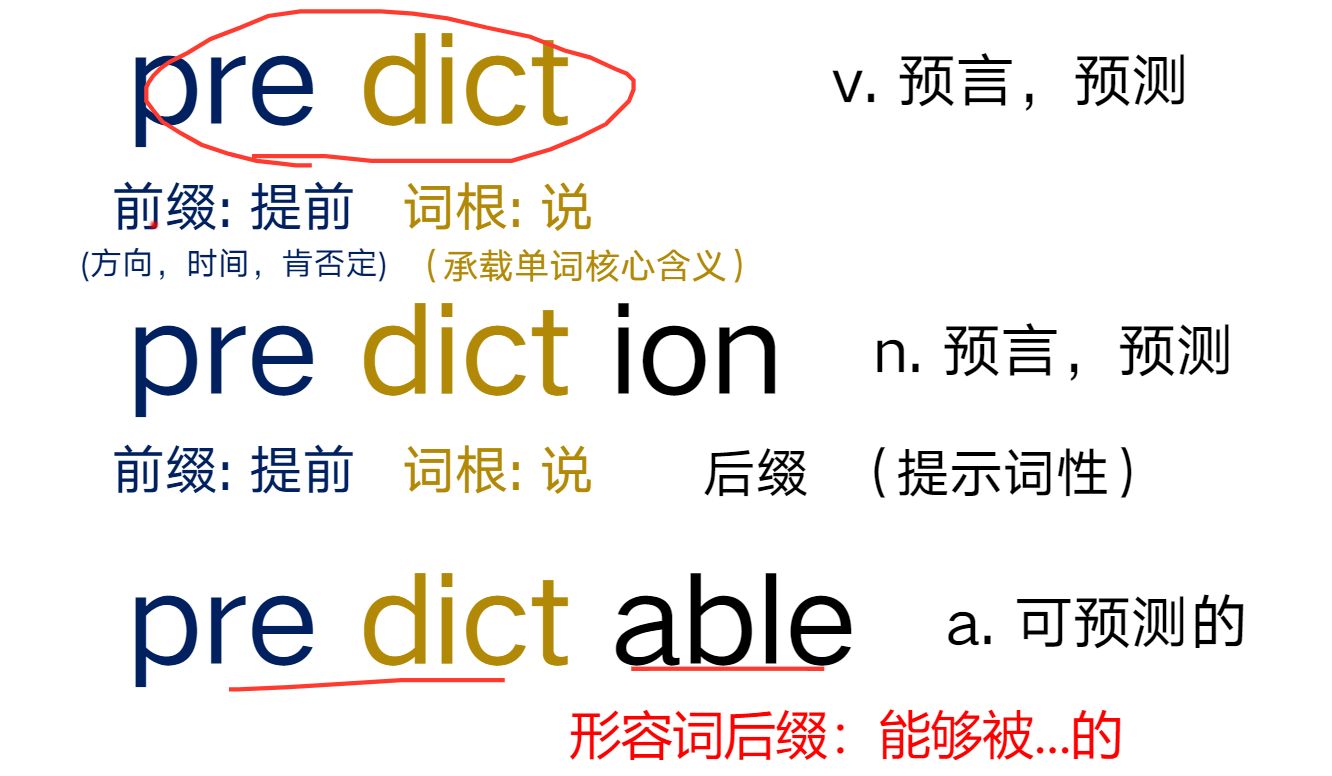 pre dict v. 预言，预测
前缀: 提前 词根: 说
(方向，时间，肯否定) （承载单词核心含义）
pre dict ion n. 预言，预测
前缀: 提前 词根: 说 后缀 （提示词性）
pre dict able a. 可预测的
形容词后缀：能够被...的